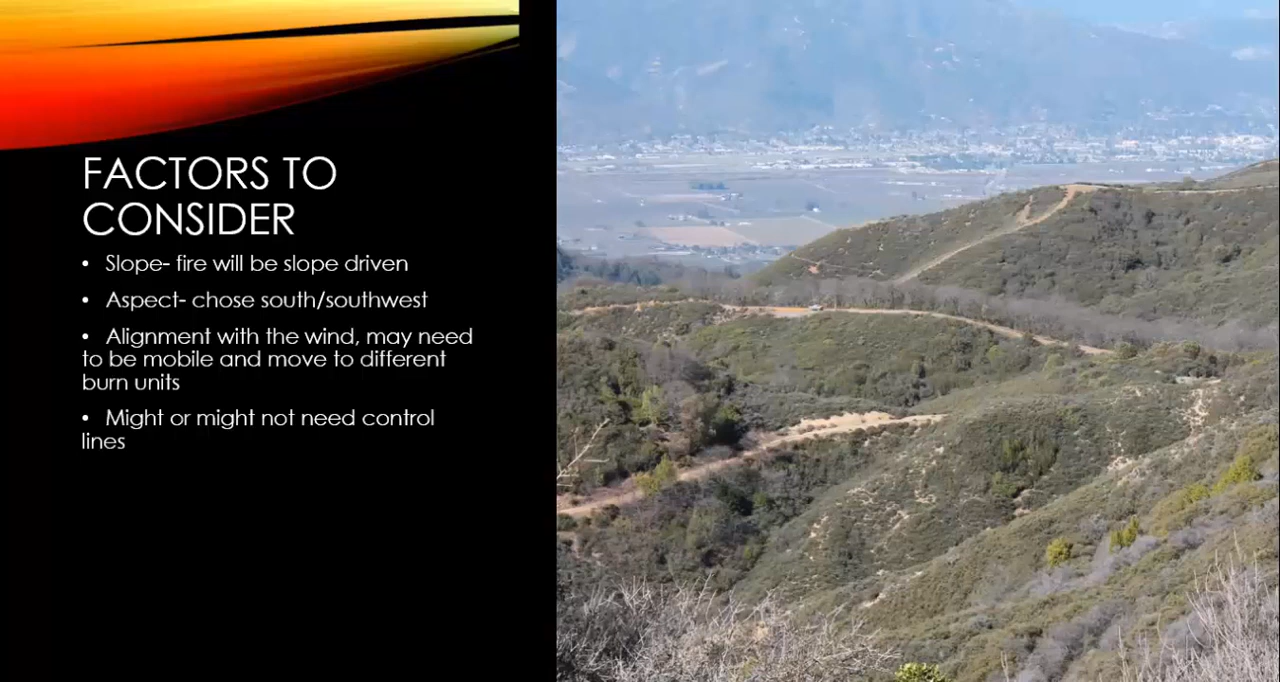 FACTORS TO
CONSIDER
• Slope- fire will be slope driven
• Aspect- chose south/southwest
• Alignment with the wind, may need
to be mobile and move to different
burn units
• Might or might not need control
lines